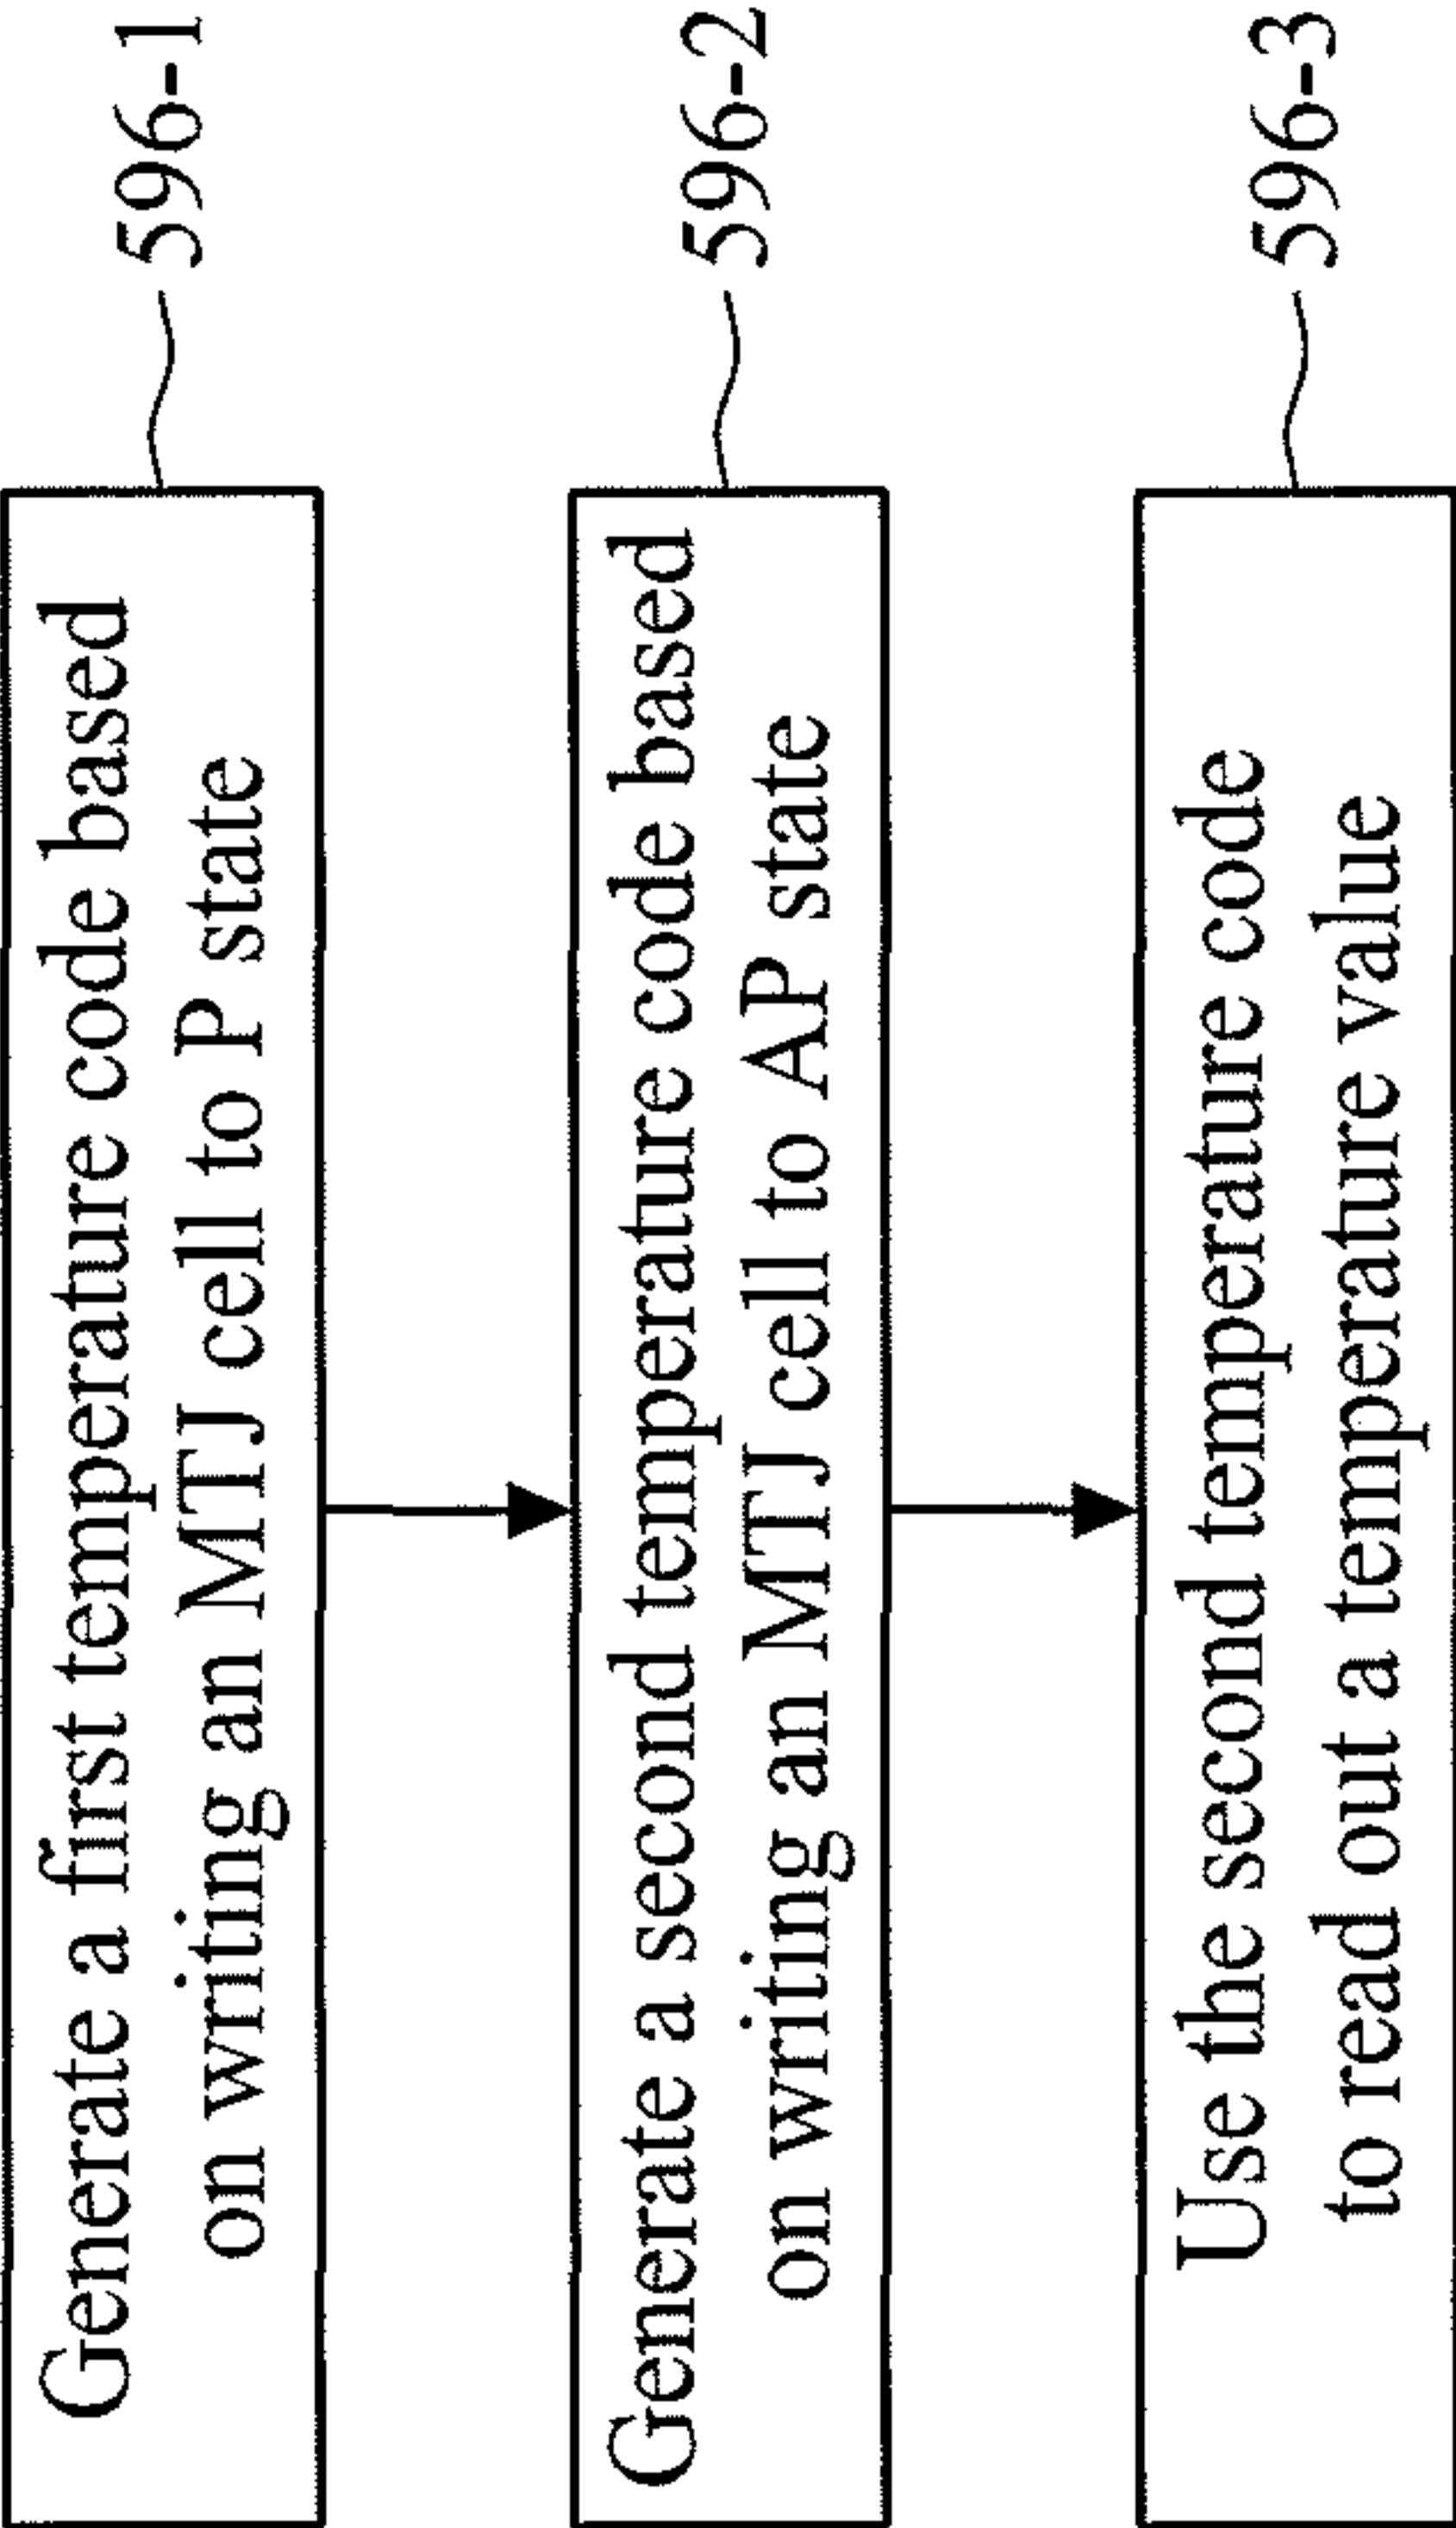 Generate a first temperature code based
on writing an MTJ cell to P state
596-1
Generate a second temperature code based
on writing an MTJ cell to AP state
596-2
Use the second temperature code
to read out a temperature value
596-3